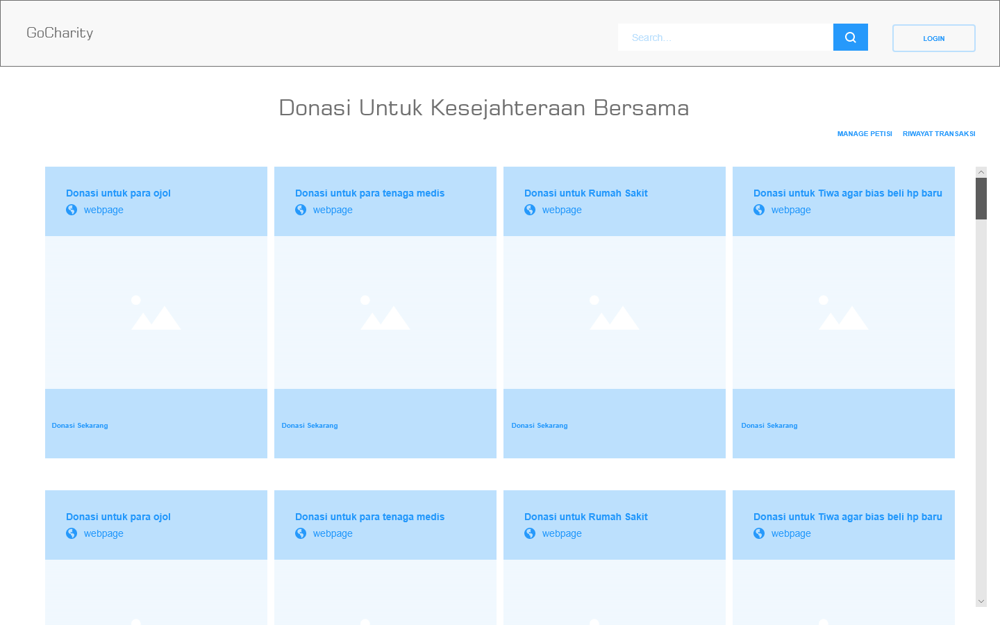 GoCharity
Search...
LOGIN
Donasi Untuk Kesejahteraan Bersama
MANAGE PETISI
RIWAYAT TRANSAKSI
Donasi untuk para ojol
webpage
Donasi untuk para tenaga medis
webpage
Donasi untuk Rumah Sakit
webpage
Donasi untuk Tiwa agar bias beli hp baru
webpage
Donasi Sekarang
Donasi Sekarang
Donasi Sekarang
Donasi Sekarang
Donasi untuk para ojol
webpage
Donasi untuk para tenaga medis
webpage
Donasi untuk Rumah Sakit
webpage
Donasi untuk Tiwa agar bias beli hp baru
webpage